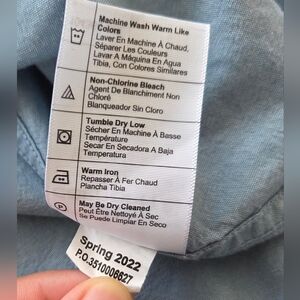 Machine Wash Warm Like
Colors
Laver En Machine À Chaud,
Séparer Les Couleurs
Lavar A Máquina En Agua
Tibia, Con Colores Similares
Non-Chlorine Bleach
Agent De Blanchiment Non
Chloré
Blanqueador Sin Cloro
Tumble Dry Low
Sécher En Machine À Basse
Température
Secar En Secadora A Baja
Temperatura
Warm Iron
Repasser À Fer Chaud
Plancha Tibia
May Be Dry Cleaned
Peut Être Nettoyé À Sec
Se Puede Limpiar En Seco
P
Spring 2022
P.O.3510006627